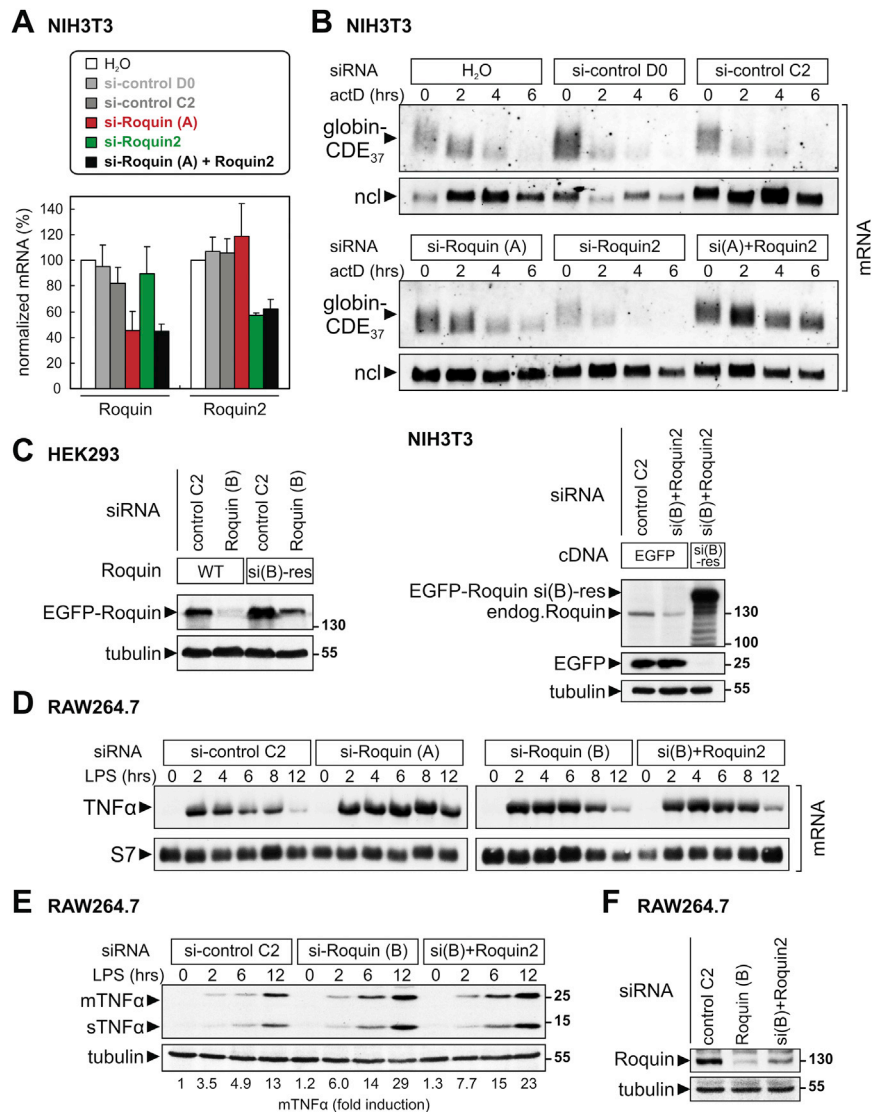 A NIH3T3
H2O
si-control D0
si-control C2
si-Roquin (A)
si-Roquin2
si-Roquin (A) + Roquin2
normalized mRNA (%)
140
120
100
80
60
40
20
0
Roquin Roquin2
B NIH3T3
siRNA H2O si-control D0 si-control C2
actD (hrs) 0 2 4 6 0 2 4 6 0 2 4 6
globin-
CDE37
ncl
siRNA si-Roquin (A) si-Roquin2 si(A)+Roquin2
actD (hrs) 0 2 4 6 0 2 4 6 0 2 4 6
globin-
CDE37
ncl
mRNA
C HEK293
siRNA control C2 Roquin (B) control C2 Roquin (B)
Roquin WT si(B)-res
EGFP-Roquin
130
tubulin 55
NIH3T3
siRNA control C2 si(B)+Roquin2 si(B)+Roquin2
cDNA EGFP si(B)
-res
EGFP-Roquin si(B)-res
endog.Roquin 130
100
EGFP 25
tubulin 55
D RAW264.7
siRNA si-control C2 si-Roquin (A) si-Roquin (B) si(B)+Roquin2
LPS (hrs) 0 2 4 6 8 12 0 2 4 6 8 12 0 2 4 6 8 12 0 2 4 6 8 12
TNFα
S7
mRNA
E RAW264.7
siRNA si-control C2 si-Roquin (B) si(B)+Roquin2
LPS (hrs) 0 2 6 12 0 2 6 12 0 2 6 12
mTNFα 25
sTNFα 15
tubulin 55
1 3.5 4.9 13 1.2 6.0 14 29 1.3 7.7 15 23
mTNFα (fold induction)
F RAW264.7
siRNA control C2 Roquin (B) si(B)+Roquin2
Roquin 130
tubulin 55